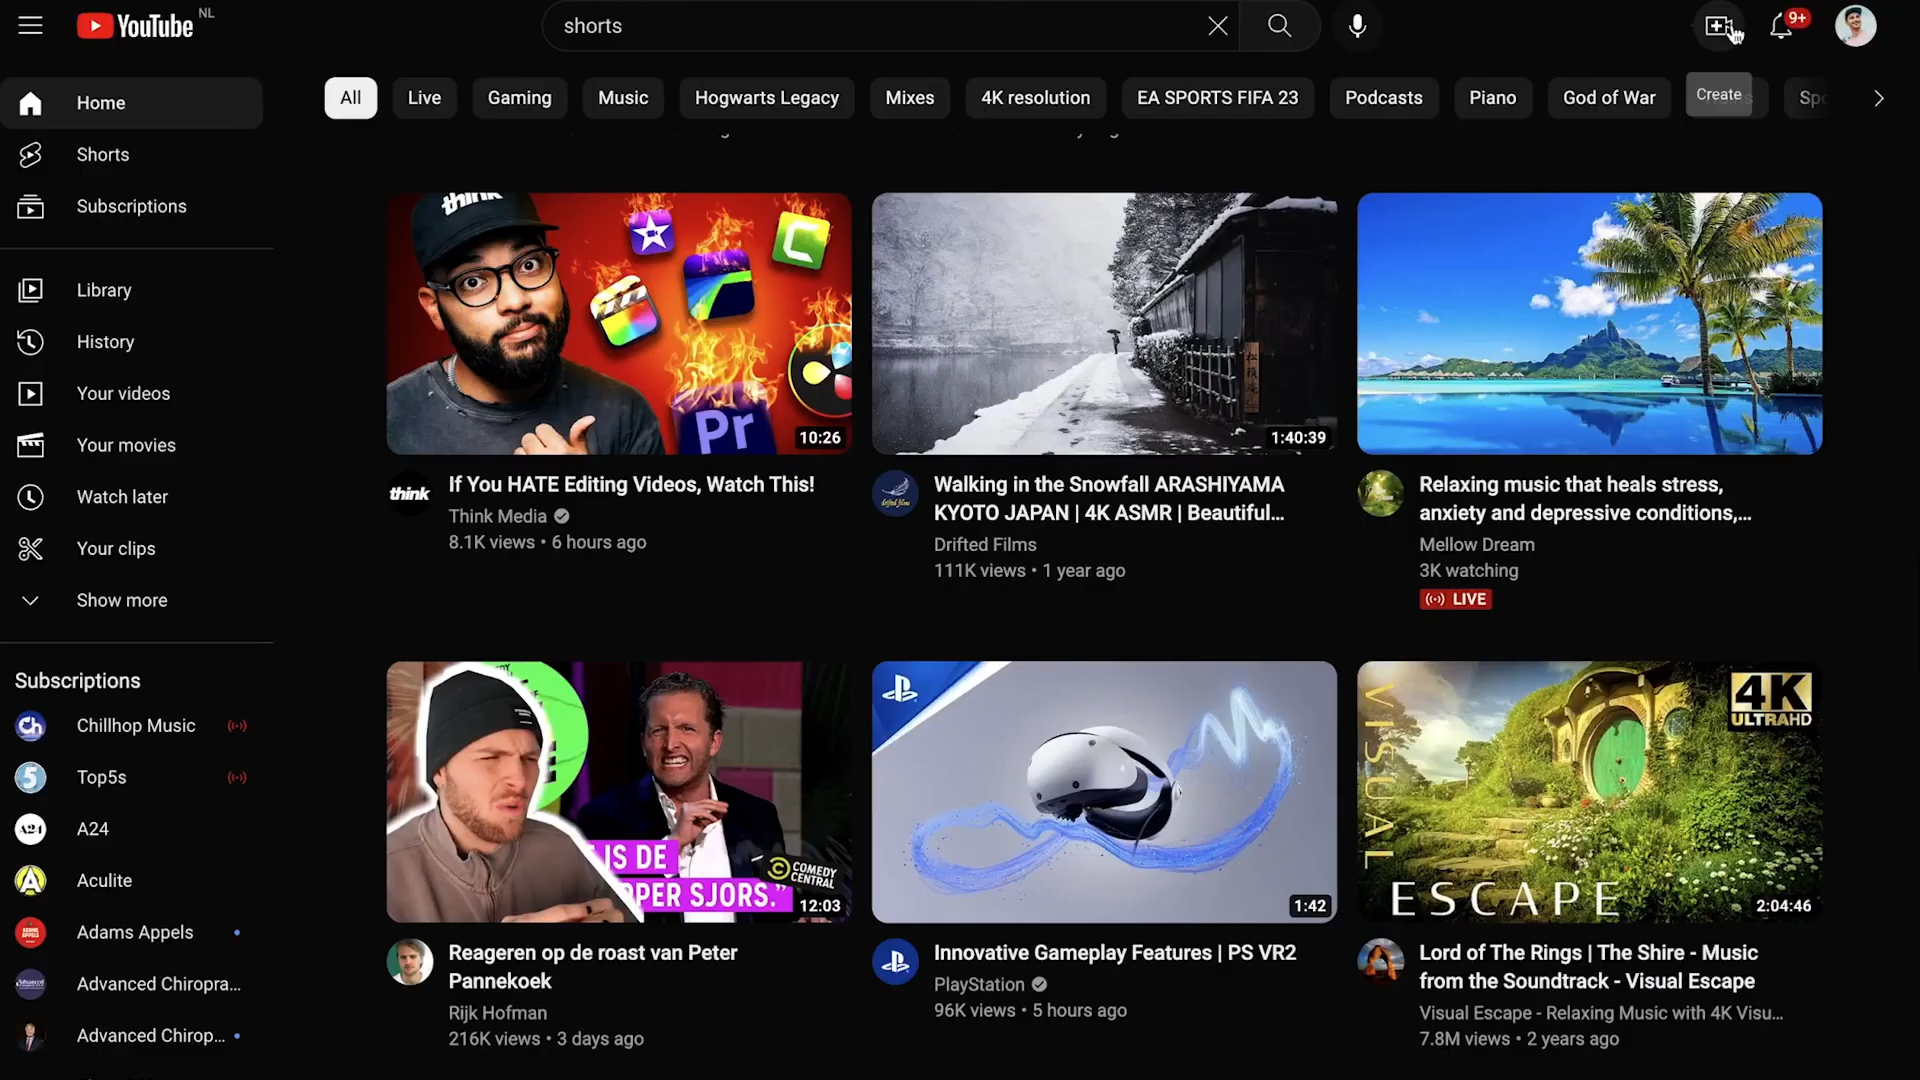 YouTube NL
shorts
9+
Home
Shorts
Subscriptions
Library
History
Your videos
Your movies
Watch later
Your clips
Show more
Subscriptions
Chillhop Music
Top5s
A24
Aculite
Adams Appels
Advanced Chiropra...
Advanced Chirop...
All
Live
Gaming
Music
Hogwarts Legacy
Mixes
4K resolution
EA SPORTS FIFA 23
Podcasts
Piano
God of War
Create
think
Pr
10:26
think
If You HATE Editing Videos, Watch This!
Think Media
8.1K views • 6 hours ago
1:40:39
drifted films
Walking in the Snowfall ARASHIYAMA
KYOTO JAPAN | 4K ASMR | Beautiful...
Drifted Films
111K views • 1 year ago
Relaxing music that heals stress,
anxiety and depressive conditions,...
Mellow Dream
3K watching
LIVE
IS DE
PER SJORS.”
COMEDY
CENTRAL
12:03
Reageren op de roast van Peter
Pannekoek
Rijk Hofman
216K views • 3 days ago
1:42
Innovative Gameplay Features | PS VR2
PlayStation
96K views • 5 hours ago
VISUAL
4K
ULTRAHD
ESCAPE
2:04:46
Lord of The Rings | The Shire - Music
from the Soundtrack - Visual Escape
Visual Escape - Relaxing Music with 4K Visu...
7.8M views • 2 years ago